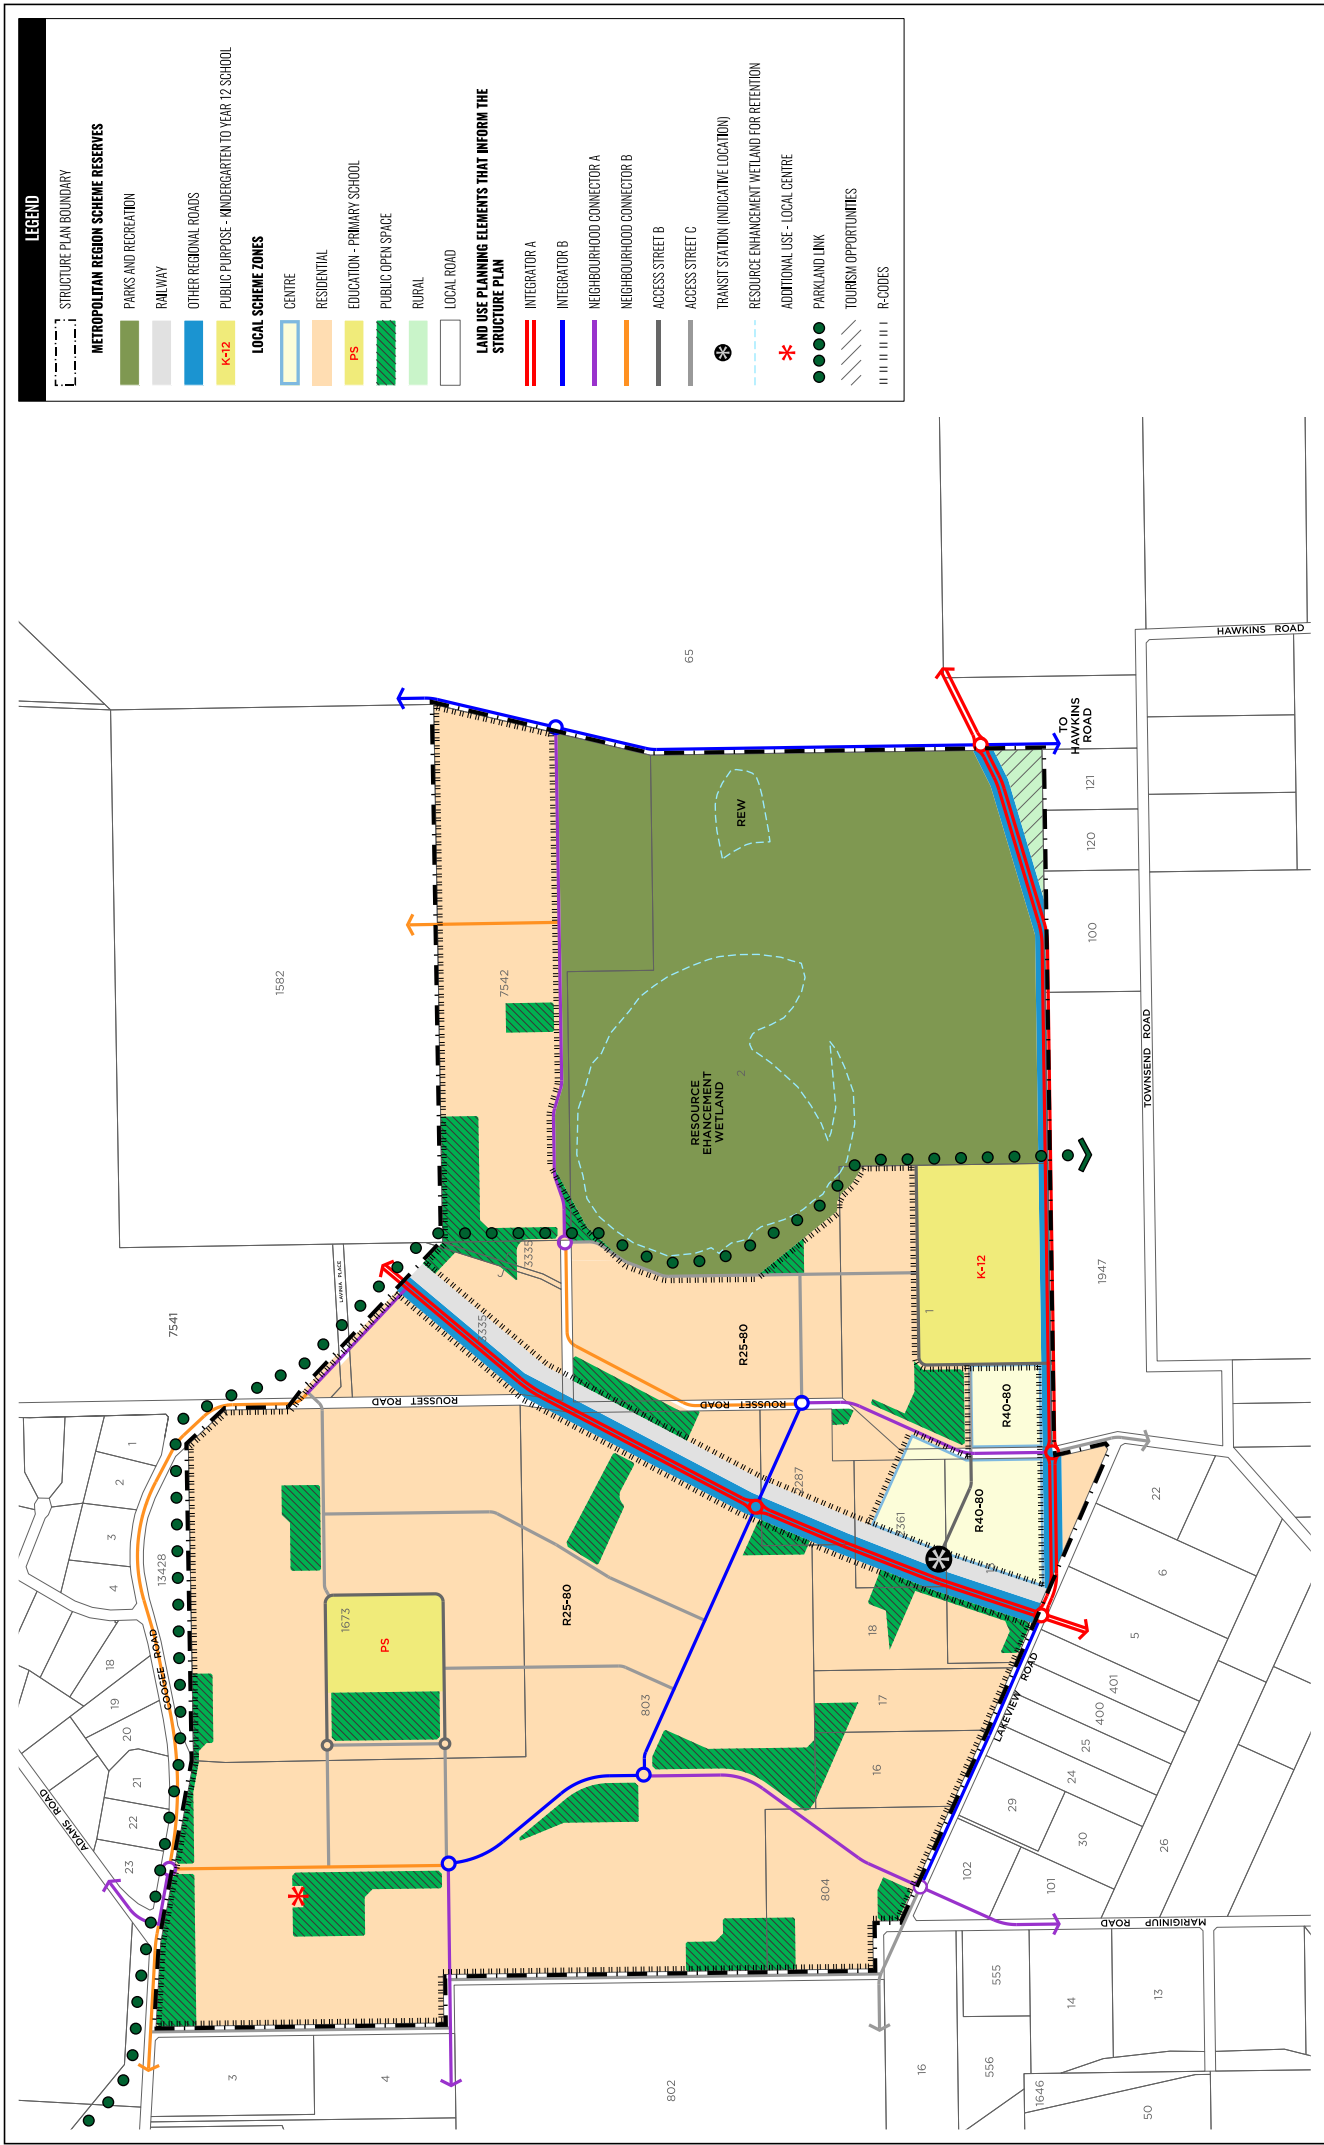 LEGEND
STRUCTURE PLAN BOUNDARY
METROPOLITAN REGION SCHEME RESERVES
PARKS AND RECREATION
RAILWAY
OTHER REGIONAL ROADS
K-12
PUBLIC PURPOSE - KINDERGARTEN TO YEAR 12 SCHOOL
LOCAL SCHEME ZONES
CENTRE
RESIDENTIAL
PS
EDUCATION - PRIMARY SCHOOL
PUBLIC OPEN SPACE
RURAL
LOCAL ROAD
LAND USE PLANNING ELEMENTS THAT INFORM THE
STRUCTURE PLAN
INTEGRATOR A
INTEGRATOR B
NEIGHBOURHOOD CONNECTOR A
NEIGHBOURHOOD CONNECTOR B
ACCESS STREET B
ACCESS STREET C
TRANSIT STATION (INDICATIVE LOCATION)
RESOURCE ENHANCEMENT WETLAND FOR RETENTION
ADDITIONAL USE - LOCAL CENTRE
PARKLAND LINK
TOURISM OPPORTUNITIES
R-CODES
HAWKINS ROAD
65
TO
HAWKINS
ROAD
121
120
100
REW
1582
7542
RESOURCE
EHANCEMENT
WETLAND
2
TOWNSEND ROAD
1947
7541
LAVINIA PLACE
3335
3335
K-12
1
R25-80
ROUSSET ROAD
ROUSSET ROAD
R40-80
R40-80
2287
1361
1
2
3
4
13428
COOGEE ROAD
18
19
20
21
22
23
ADAMS ROAD
1673
PS
R25-80
803
18
17
16
804
22
6
5
401
400
25
24
29
30
26
102
101
LAKEVIEW ROAD
MARIGINIUP ROAD
555
14
13
16
556
1646
50
3
4
802